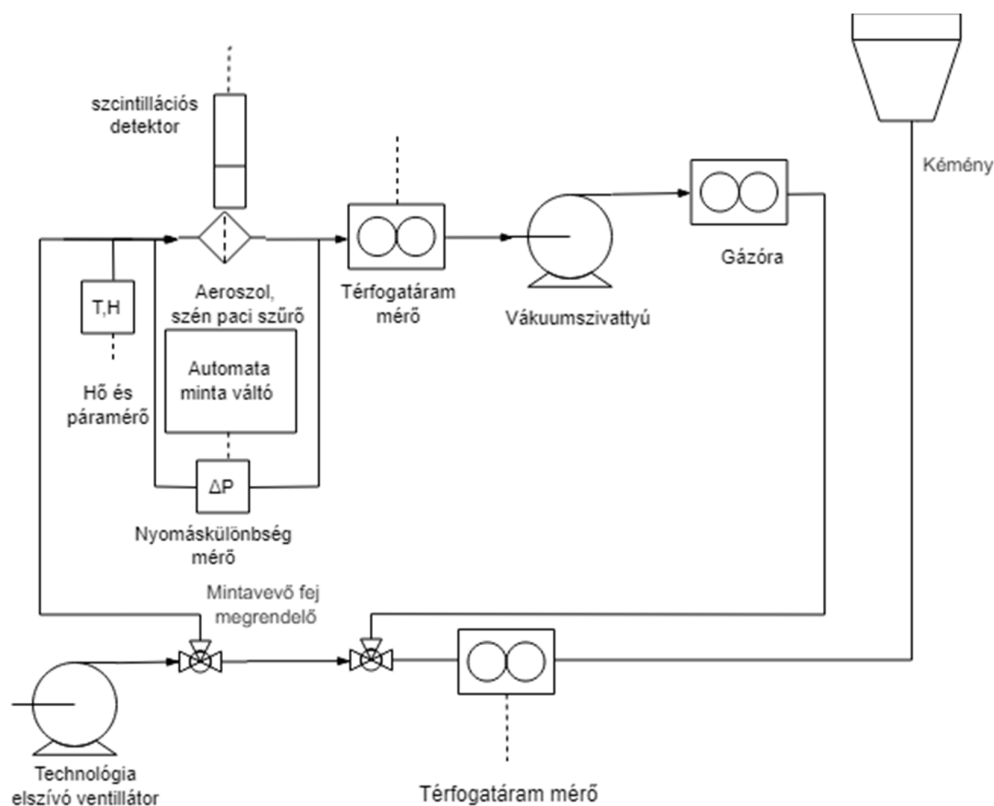 szcintillációs
detektor
Kémény
Gázóra
T,H
Aeroszol,
szén paci szűrő
Térfogatáram
mérő
Vákuumszivattyú
Automata
minta váltó
Hő és
páramérő
ΔP
Nyomáskülönbség
mérő
Mintavevő fej
megrendelő
Technológia
elszívó ventillátor
Térfogatáram mérő